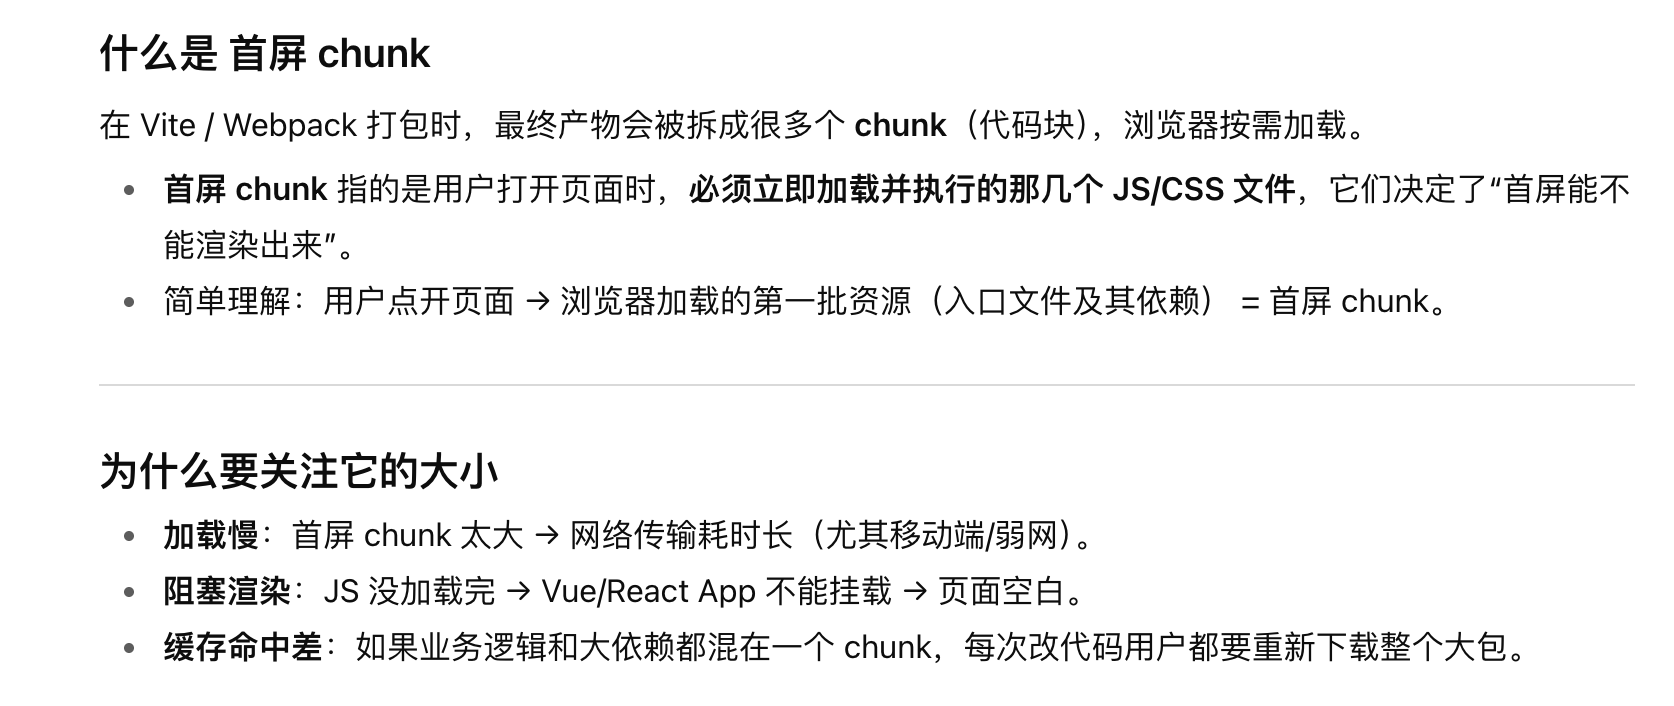 什么是 首屏 chunk
在 Vite / Webpack 打包时，最终产物会被拆成很多个 chunk（代码块），浏览器按需加载。
• 首屏 chunk 指的是用户打开页面时，必须立即加载并执行的那几个 JS/CSS 文件，它们决定了“首屏能不
能渲染出来”。
• 简单理解：用户点开页面 → 浏览器加载的第一批资源（入口文件及其依赖） = 首屏 chunk。
为什么要关注它的大小
• 加载慢：首屏 chunk 太大 → 网络传输耗时长（尤其移动端/弱网）。
• 阻塞渲染：JS 没加载完 → Vue/React App 不能挂载 → 页面空白。
• 缓存命中差：如果业务逻辑和大依赖都混在一个 chunk，每次改代码用户都要重新下载整个大包。